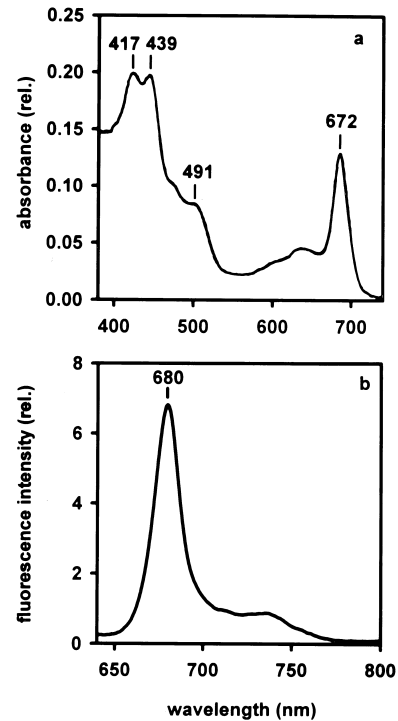 a
417 439
491
672
absorbance (rel.)
0.25
0.20
0.15
0.10
0.05
0.00
400 500 600 700
b
680
fluorescence intensity (rel.)
8
6
4
2
0
650 700 750 800
wavelength (nm)